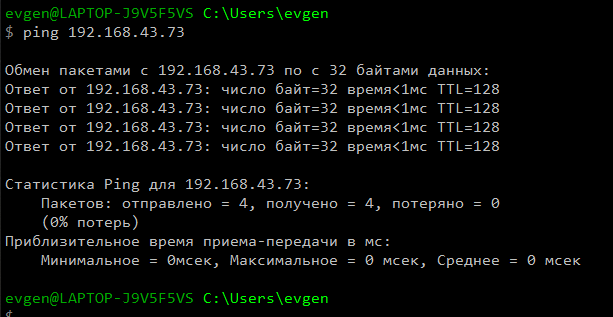 evgen@LAPTOP-J9V5F5VS C:\Users\evgen
$ ping 192.168.43.73
Обмен пакетами с 192.168.43.73 по с 32 байтами данных:
Ответ от 192.168.43.73: число байт=32 время<1мс TTL=128
Ответ от 192.168.43.73: число байт=32 время<1мс TTL=128
Ответ от 192.168.43.73: число байт=32 время<1мс TTL=128
Ответ от 192.168.43.73: число байт=32 время<1мс TTL=128
Статистика Ping для 192.168.43.73:
Пакетов: отправлено = 4, получено = 4, потеряно = 0
(0% потерь)
Приблизительное время приема-передачи в мс:
Минимальное = 0мсек, Максимальное = 0 мсек, Среднее = 0 мсек
evgen@LAPTOP-J9V5F5VS C:\Users\evgen
$